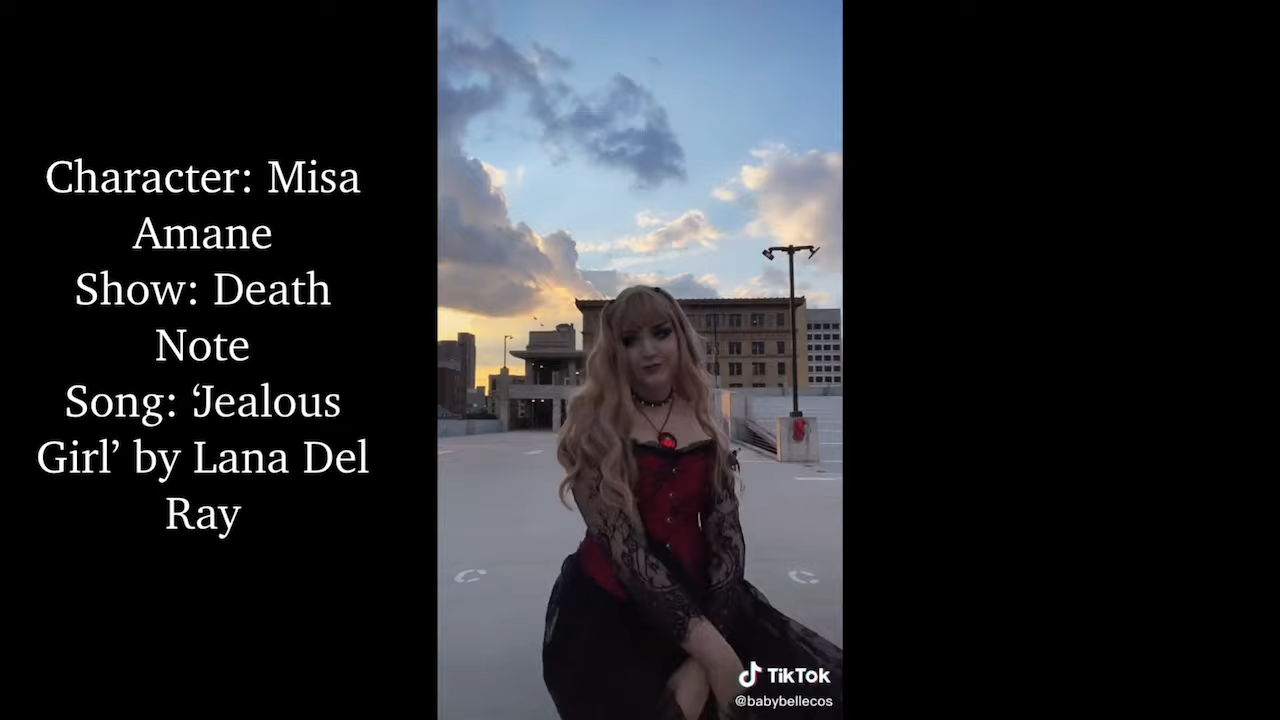 Character: Misa
Amane
Show: Death
Note
Song: ‘Jealous
Girl’ by Lana Del
Ray
TikTok
@babybellecos